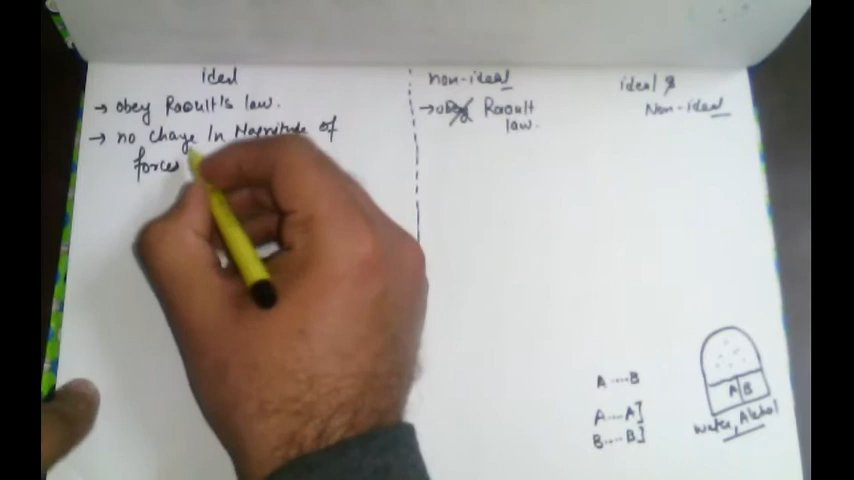 ideal
→ obey Raoult's law.
→ no change In Magnitude of
forces
non-ideal
→ obey Raoult
law.
ideal &
Non-ideal
A....B
A....A]
B....B]
A B
Water, Alcohol